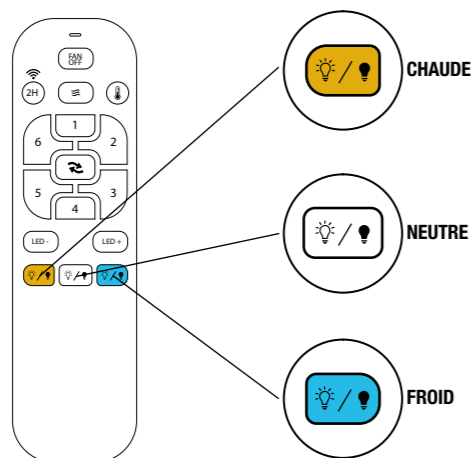 FAN
OFF
2H
1
6
2
5
3
4
LED -
LED +
CHAUDE
NEUTRE
FROID